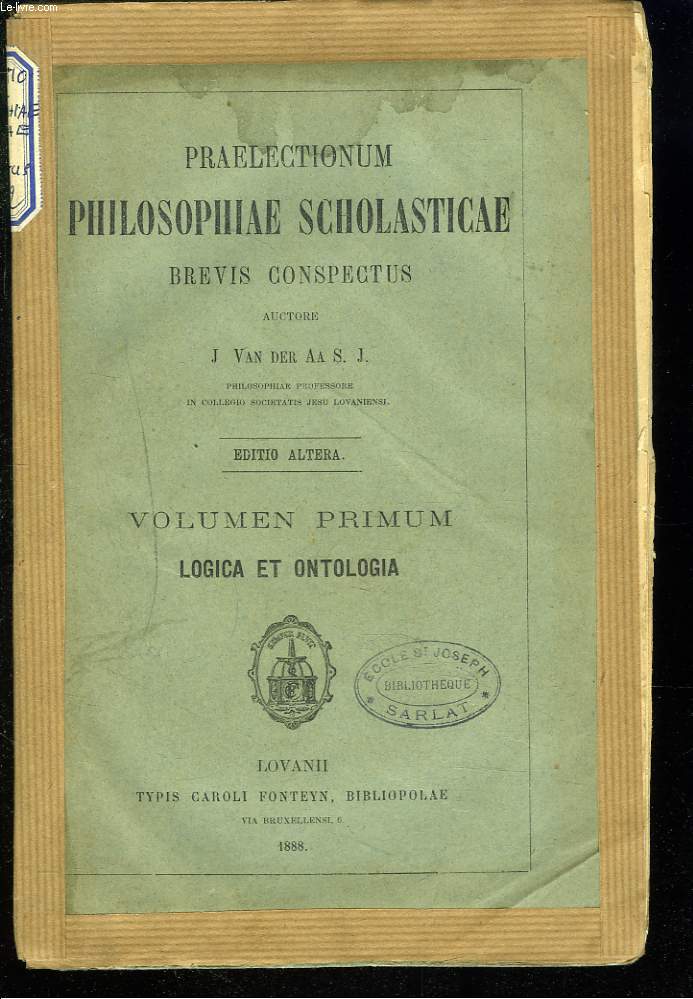 Le-livre.com
PRAELECTIONUM
PHILOSOPHIAE SCHOLASTICAE
BREVIS CONSPECTUS
AUCTORE
J VAN DER AA S. J.
PHILOSOPHIAE PROFESSORE
IN COLLEGIO SOCIETATIS JESU LOVANIENSI.
EDITIO ALTERA.
VOLUMEN PRIMUM
LOGICA ET ONTOLOGIA
SEMPER
ECOLE St JOSEPH
BIBLIOTHEQUE
* SARLAT *
LOVANII
TYPIS CAROLI FONTEYN, BIBLIOPOLAE
VIA BRUXELLENSI, 6
1888.